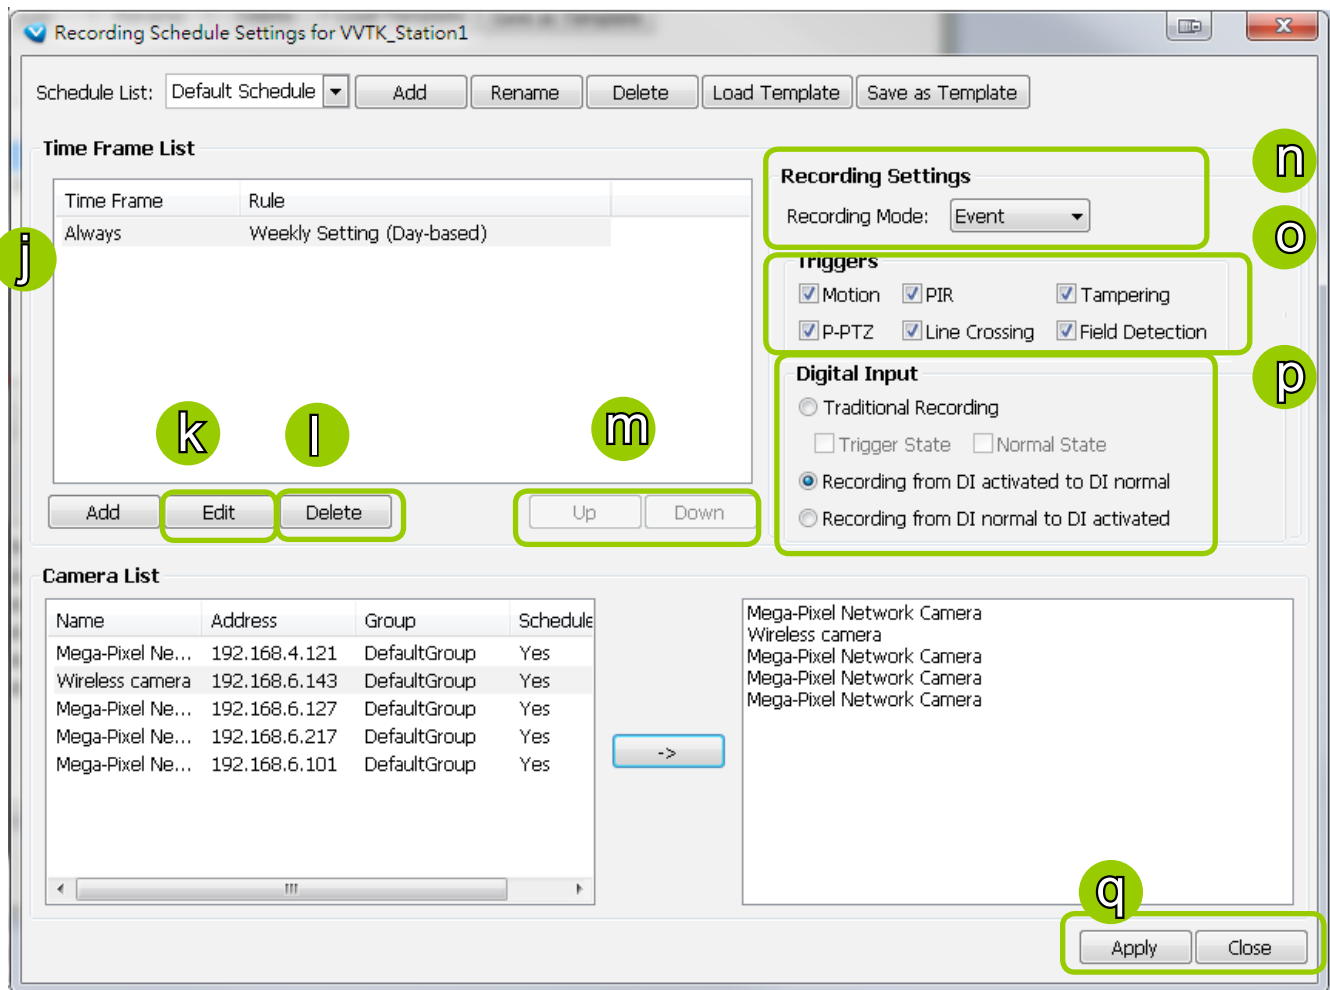 Recording Schedule Settings for VVTK_Station1
Schedule List: Default Schedule Add Rename Delete Load Template Save as Template
Time Frame List
Time Frame Rule
Always Weekly Setting (Day-based)
j
k
l
m
Add Edit Delete Up Down
n
Recording Settings
Recording Mode: Event
o
Triggers
Motion PIR Tampering
P-PTZ Line Crossing Field Detection
p
Digital Input
Traditional Recording
Trigger State Normal State
Recording from DI activated to DI normal
Recording from DI normal to DI activated
Camera List
Name Address Group Schedule
Mega-Pixel Ne... 192.168.4.121 DefaultGroup Yes
Wireless camera 192.168.6.143 DefaultGroup Yes
Mega-Pixel Ne... 192.168.6.127 DefaultGroup Yes
Mega-Pixel Ne... 192.168.6.217 DefaultGroup Yes
Mega-Pixel Ne... 192.168.6.101 DefaultGroup Yes
->
Mega-Pixel Network Camera
Wireless camera
Mega-Pixel Network Camera
Mega-Pixel Network Camera
Mega-Pixel Network Camera
q
Apply Close